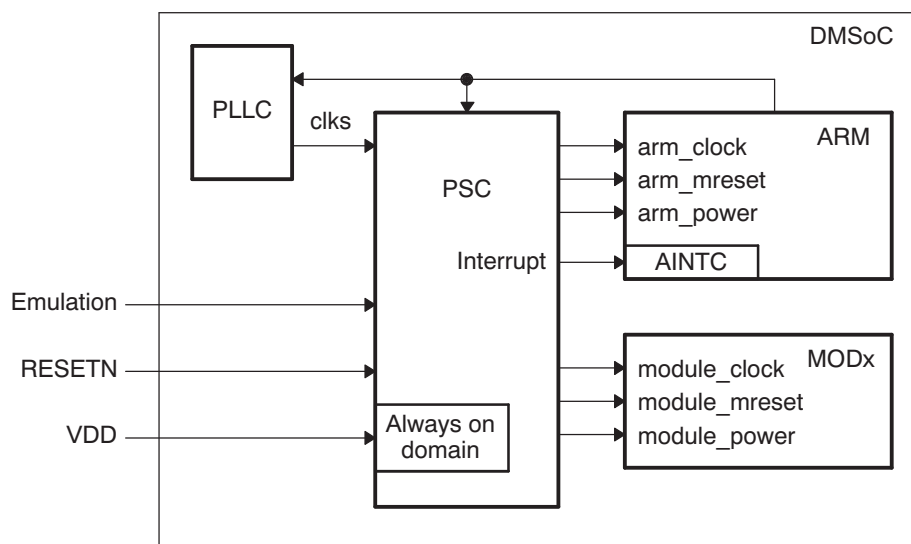 DMSoC
PLLC
clks
ARM
arm_clock
arm_mreset
arm_power
PSC
Interrupt
AINTC
Emulation
RESETN
MODx
module_clock
module_mreset
module_power
VDD
Always on
domain